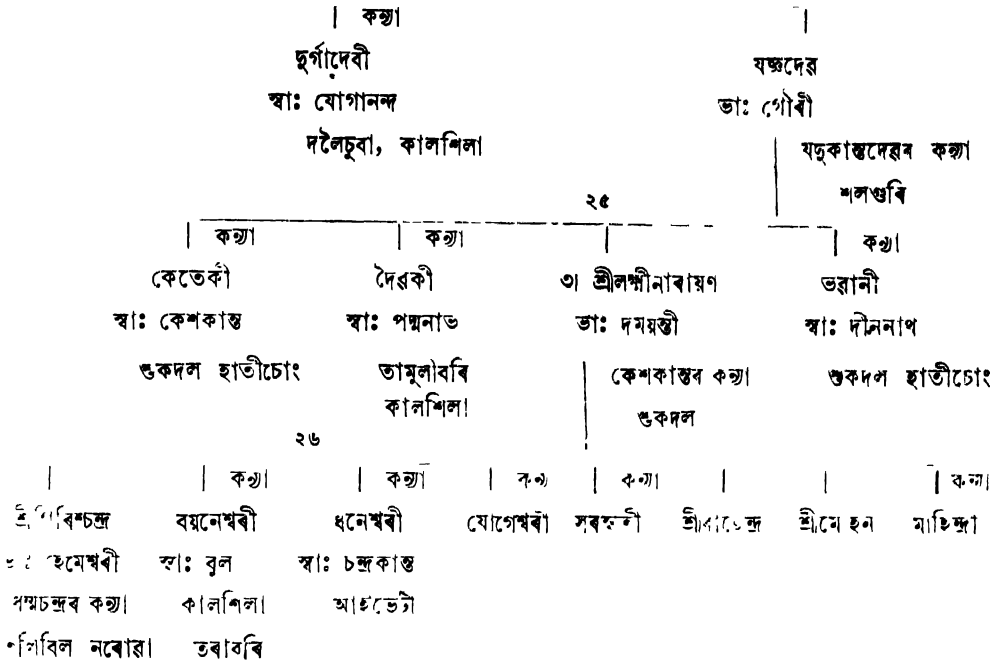 কন্যা
দুৰ্গাদেবী যজ্ঞদেৱ
স্বাঃ যোগানন্দ ভাঃ গৌৰী
দলৈচুবা, কালশিলা যদুকান্তদেৱৰ কন্যা
শলগুৰি
২৫
কন্যা কন্যা কন্যা
কেতেকী দৈৱকী ৩। শ্ৰীলক্ষ্মীনাৰায়ণ ভৱানী
স্বাঃ কেশকান্ত স্বাঃ পদ্মনাভ ভাঃ দময়ন্তী স্বাঃ দীননাথ
শুকদল হাতীচোং তামুলীবৰি কেশকান্তৰ কন্যা শুকদল হাতীচোং
কালশিলা শুকদল
২৬
কন্যা কন্যা কন্যা কন্যা কন্যা
বয়নেশ্বৰী ধনেশ্বৰী যোগেশ্বৰী সৰস্বতী মাহিন্দ্ৰা
স্বাঃ বুল স্বাঃ চন্দ্ৰকান্ত
কন্যা কালশিলা আহঁভেটী
নৰোৱা তৰাবৰি